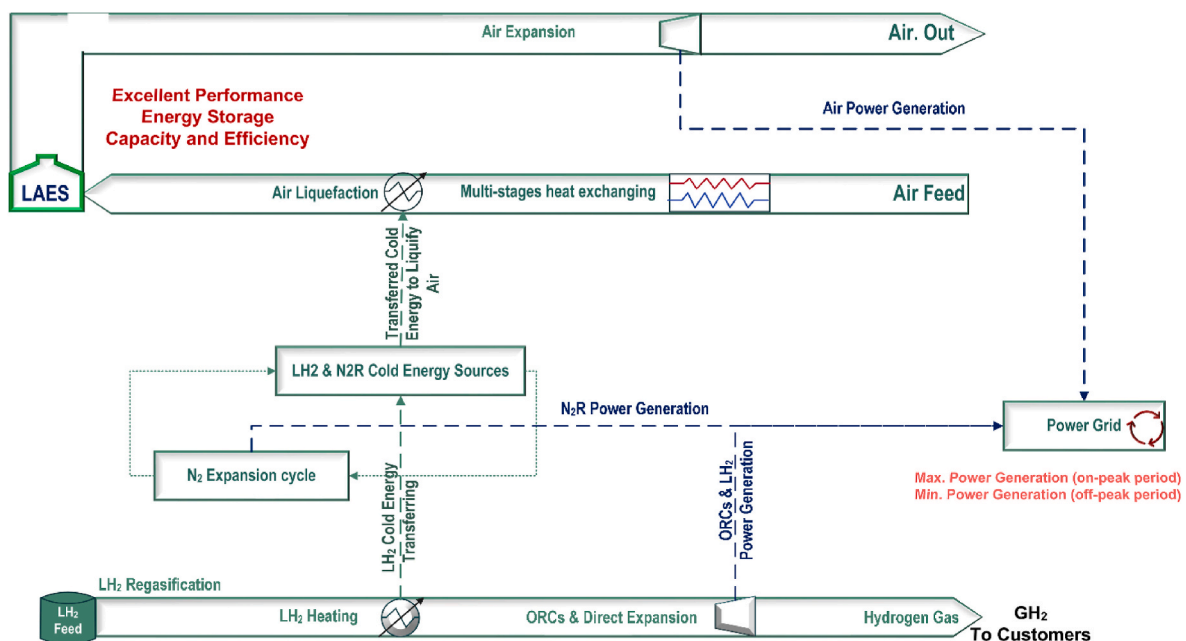 Air Expansion
Air. Out
Excellent Performance
Energy Storage
Capacity and Efficiency
Air Power Generation
LAES
Air Liquefaction
Multi-stages heat exchanging
Air Feed
Transferred Cold
Energy to Liquify
Air
LH2 & N2R Cold Energy Sources
N₂R Power Generation
Power Grid
N₂ Expansion cycle
Max. Power Generation (on-peak period)
Min. Power Generation (off-peak period)
LH₂ Cold Energy
Transferring
ORCs & LH₂
Power Generation
LH₂ Regasification
LH₂
Feed
LH₂ Heating
ORCs & Direct Expansion
Hydrogen Gas
GH₂
To Customers